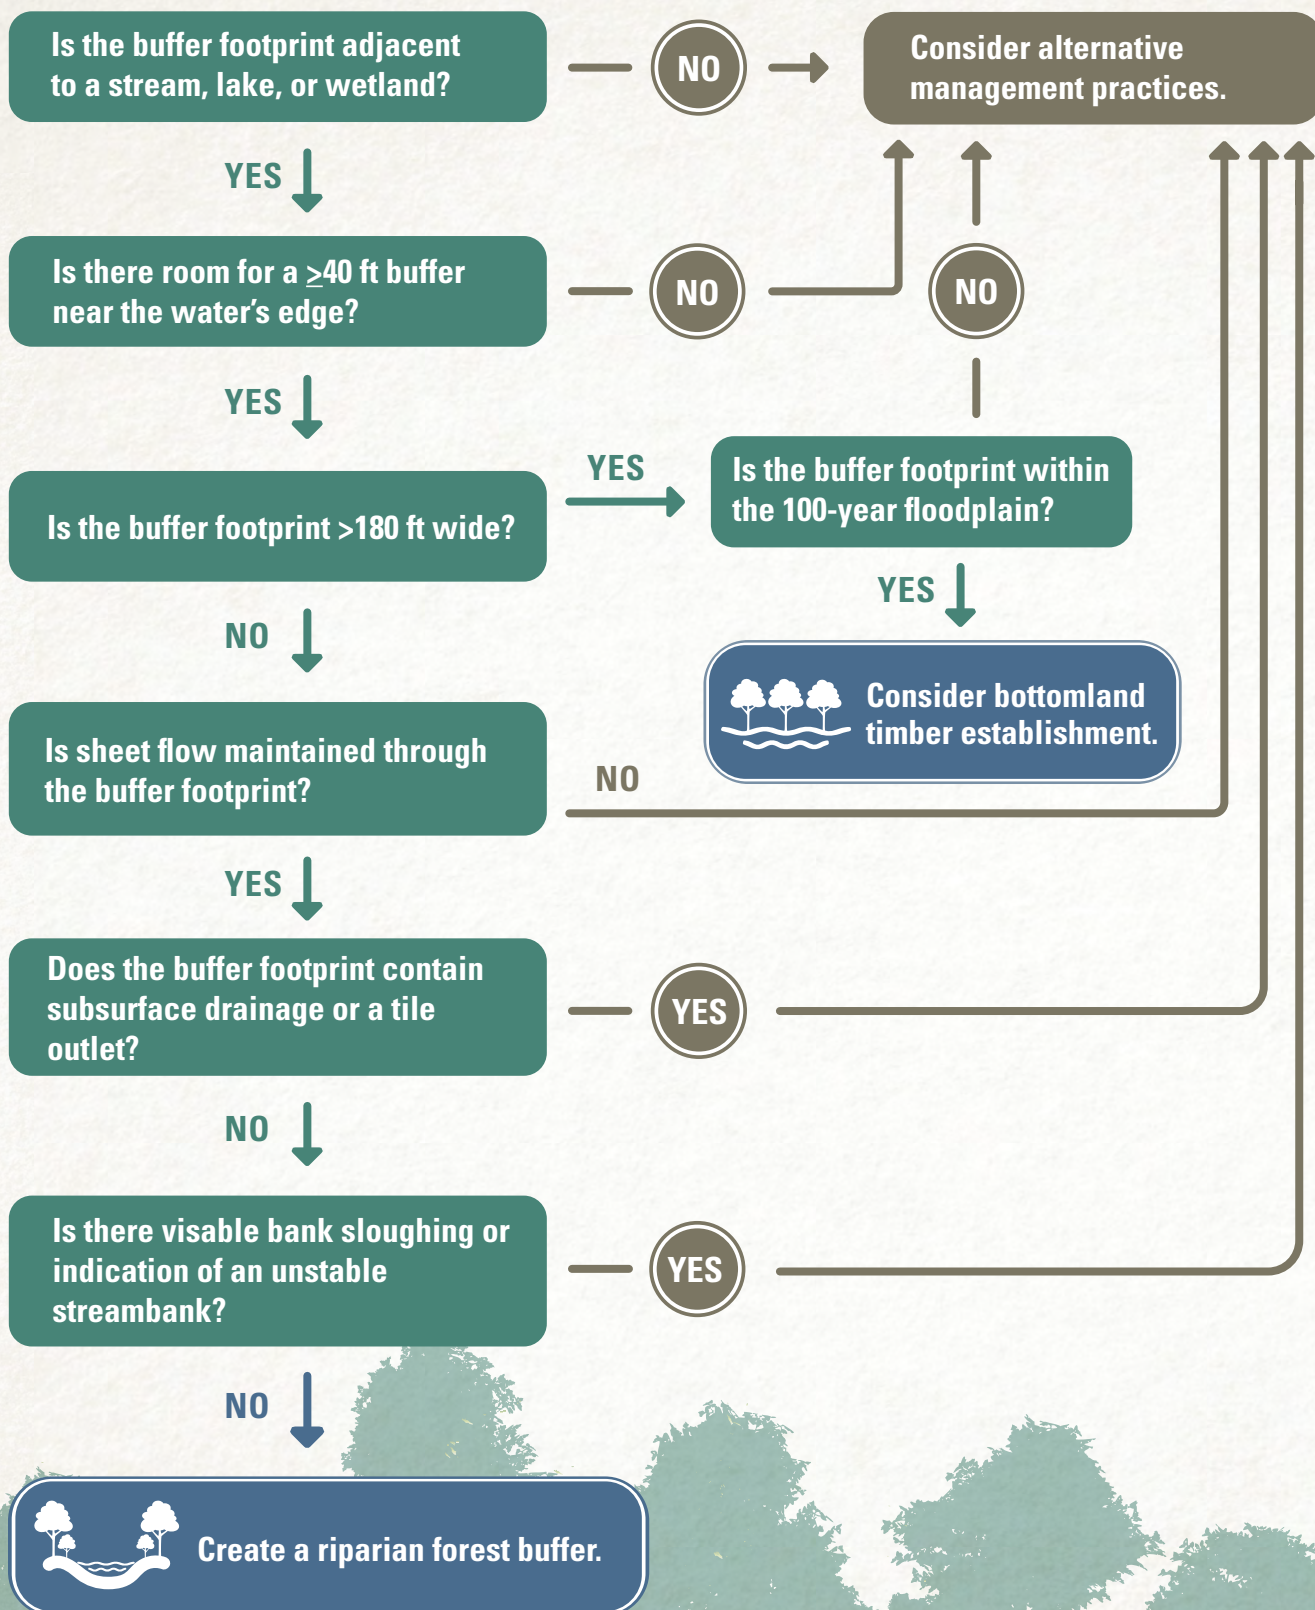 Is the buffer footprint adjacent
to a stream, lake, or wetland?
NO
Consider alternative
management practices.
YES
Is there room for a ≥40 ft buffer
near the water's edge?
NO
NO
YES
Is the buffer footprint >180 ft wide?
YES
Is the buffer footprint within
the 100-year floodplain?
YES
NO
Consider bottomland
timber establishment.
Is sheet flow maintained through
the buffer footprint?
NO
YES
Does the buffer footprint contain
subsurface drainage or a tile
outlet?
YES
NO
Is there visable bank sloughing or
indication of an unstable
streambank?
YES
NO
Create a riparian forest buffer.